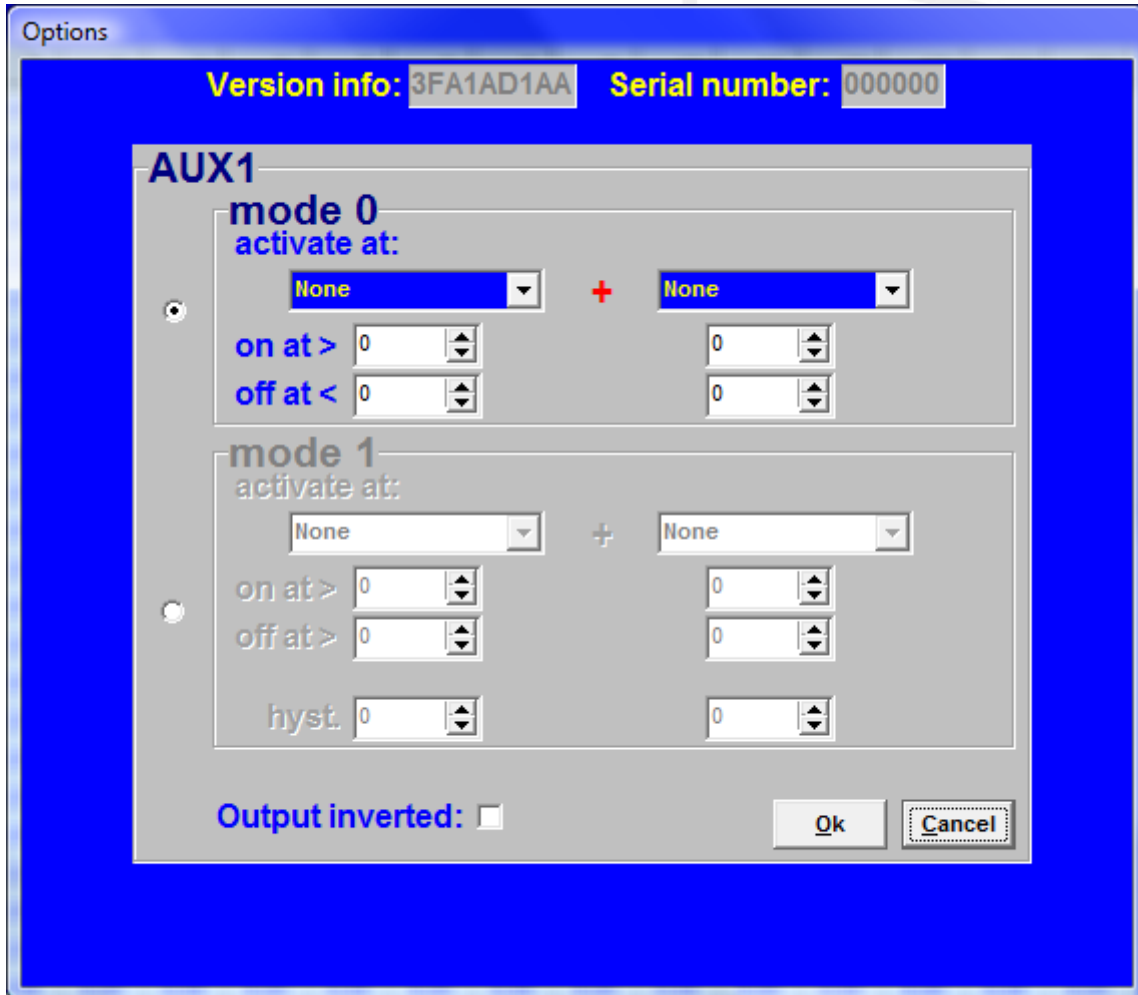 Options
Version info: 3FA1AD1AA Serial number: 000000
AUX1
mode 0
activate at:
None + None
on at > 0 0
off at < 0 0
mode 1
activate at:
None + None
on at > 0 0
off at > 0 0
hyst. 0 0
Output inverted: Ok Cancel